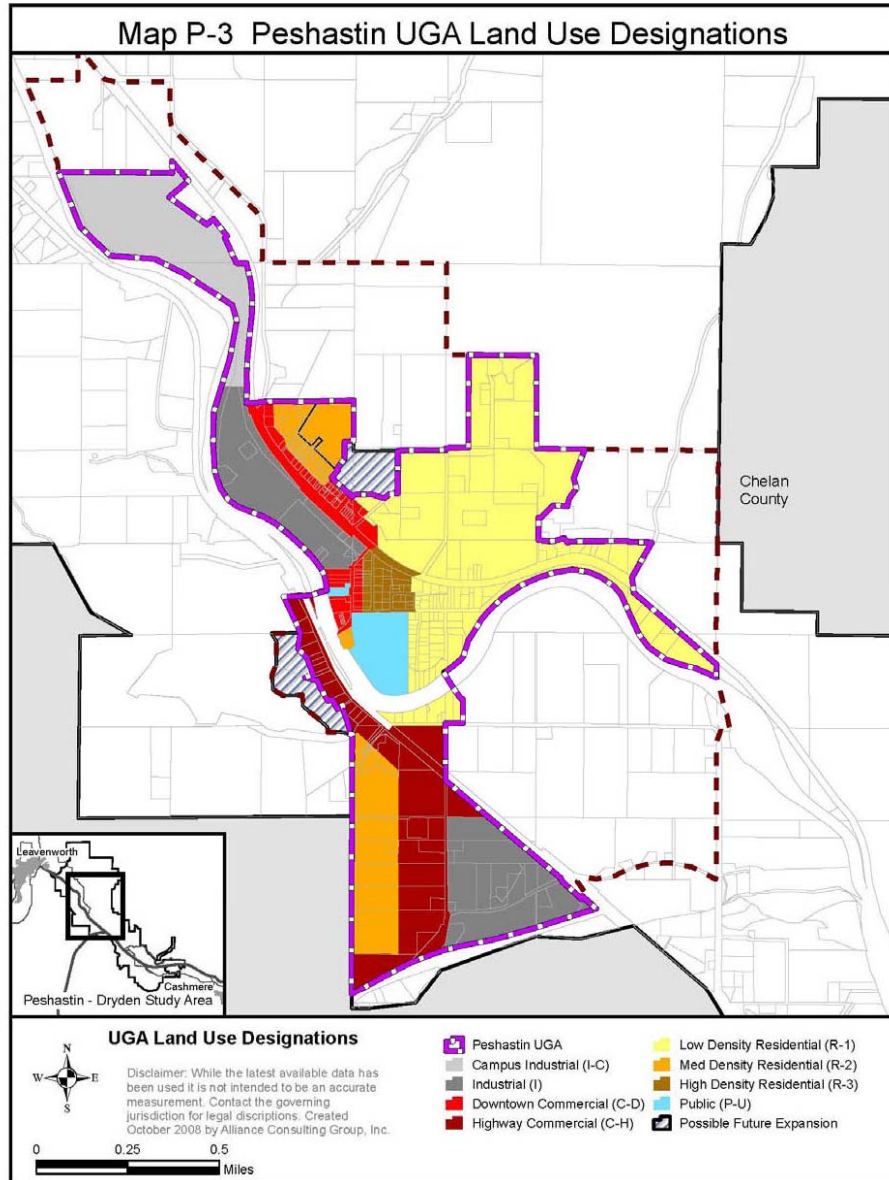 Map P-3  Peshastin UGA Land Use Designations
Chelan
County
Leavenworth
Cashmere
Peshastin - Dryden Study Area
UGA Land Use Designations
N
W
E
S
Disclaimer: While the latest available data has
been used it is not intended to be an accurate
measurement. Contact the governing
jurisdiction for legal discriptions. Created
October 2008 by Alliance Consulting Group, Inc.
0
0.25
0.5
Miles
Peshastin UGA
Campus Industrial (I-C)
Industrial (I)
Downtown Commercial (C-D)
Highway Commercial (C-H)
Low Density Residential (R-1)
Med Density Residential (R-2)
High Density Residential (R-3)
Public (P-U)
Possible Future Expansion